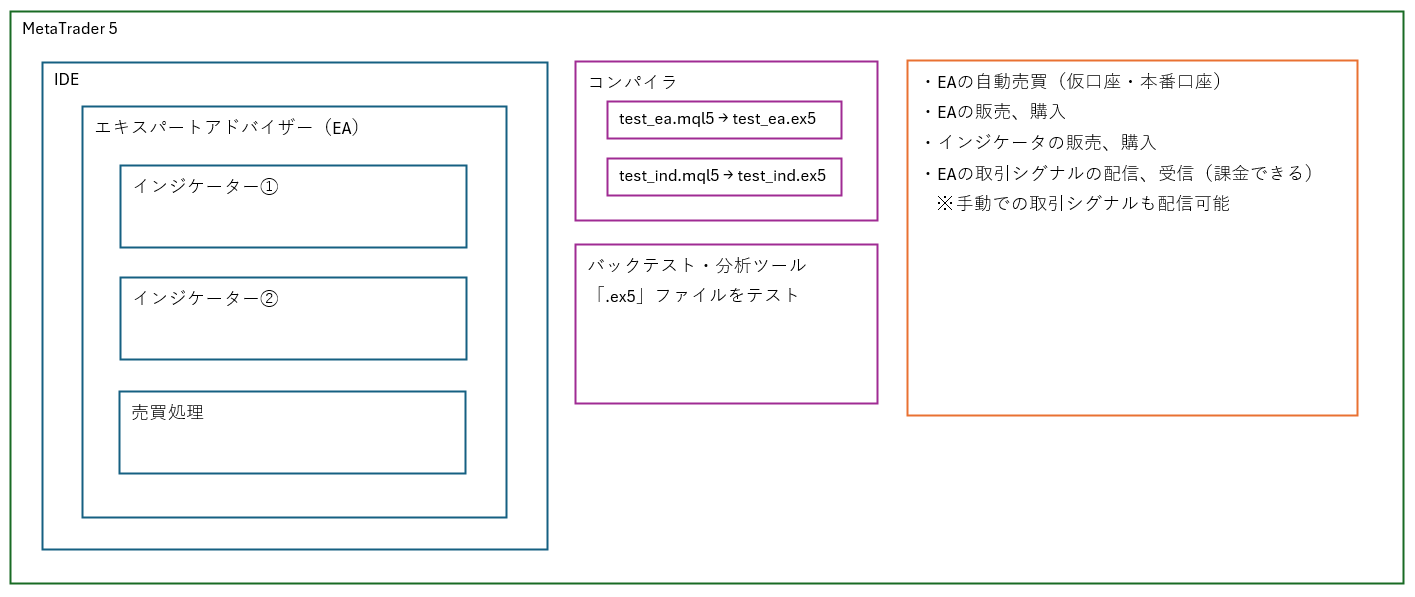 MetaTrader 5
IDE
エキスパートアドバイザー（EA）
インジケーター①
インジケーター②
売買処理
コンパイラ
test_ea.mql5 → test_ea.ex5
test_ind.mql5 → test_ind.ex5
バックテスト・分析ツール
「.ex5」ファイルをテスト
・EAの自動売買（仮口座・本番口座）
・EAの販売、購入
・インジケータの販売、購入
・EAの取引シグナルの配信、受信（課金できる）
※手動での取引シグナルも配信可能